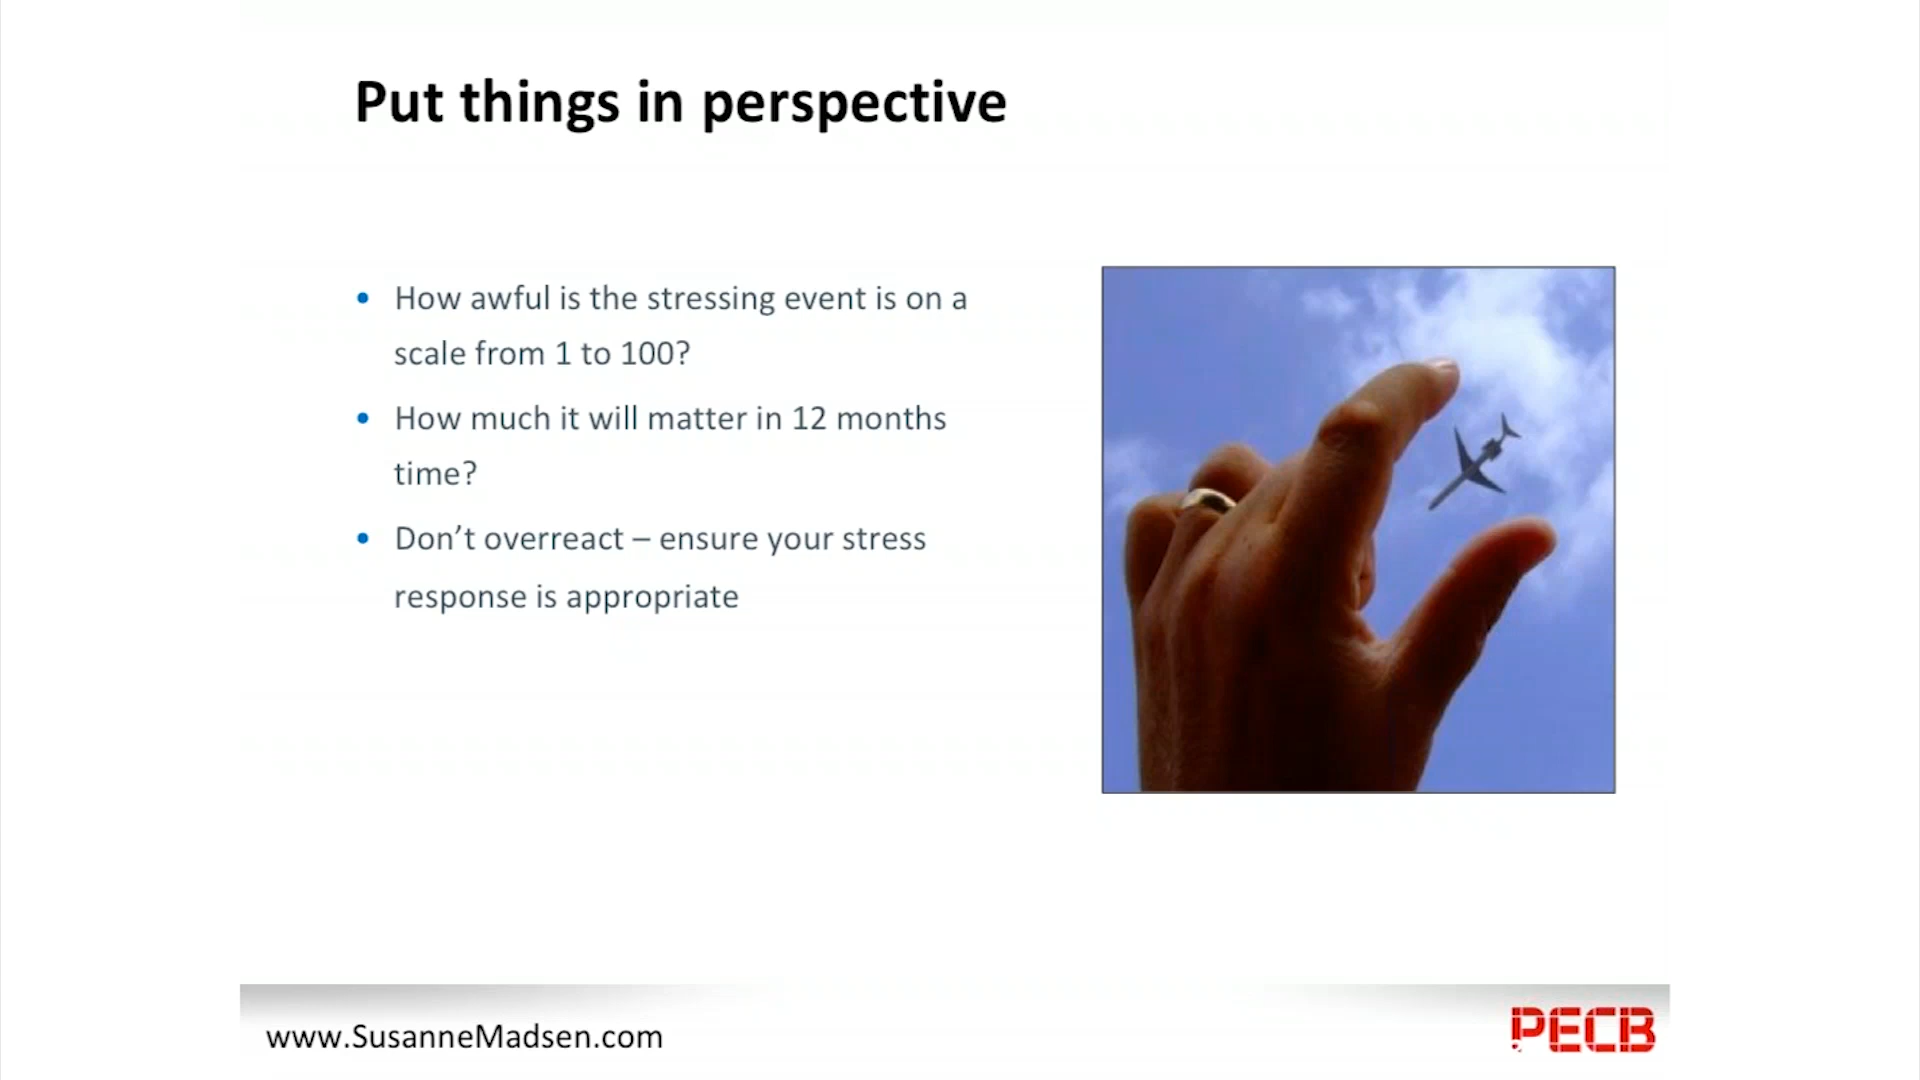 Put things in perspective
• How awful is the stressing event is on a
scale from 1 to 100?
• How much it will matter in 12 months
time?
• Don’t overreact – ensure your stress
response is appropriate
www.SusanneMadsen.com
PECB